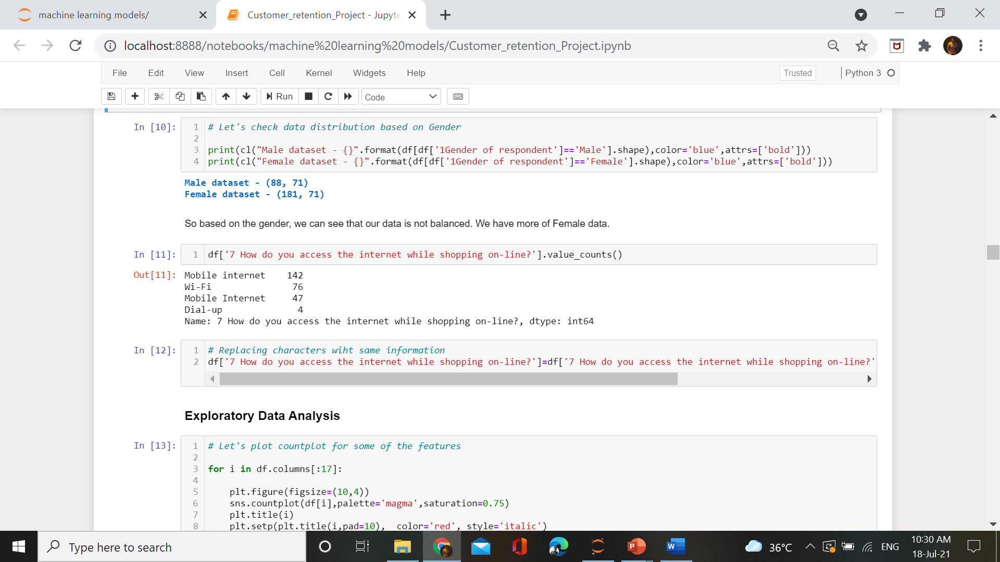 machine learning models/
Customer_retention_Project - Jupyte
localhost:8888/notebooks/machine%20learning%20models/Customer_retention_Project.ipynb
File Edit View Insert Cell Kernel Widgets Help Trusted Python 3
Run Code
In [10]:
1 # Let's check data distribution based on Gender
2
3 print(cl("Male dataset - {}".format(df[df['1Gender of respondent']=='Male'].shape),color='blue',attrs=['bold']))
4 print(cl("Female dataset - {}".format(df[df['1Gender of respondent']=='Female'].shape),color='blue',attrs=['bold']))
Male dataset - (88, 71)
Female dataset - (181, 71)
So based on the gender, we can see that our data is not balanced. We have more of Female data.
In [11]:
1 df['7 How do you access the internet while shopping on-line?'].value_counts()
Out[11]:
Mobile internet 142
Wi-Fi 76
Mobile Internet 47
Dial-up 4
Name: 7 How do you access the internet while shopping on-line?, dtype: int64
In [12]:
1 # Replacing characters wiht same information
2 df['7 How do you access the internet while shopping on-line?']=df['7 How do you access the internet while shopping on-line?'
Exploratory Data Analysis
In [13]:
1 # Let's plot countplot for some of the features
2
3 for i in df.columns[:17]:
4
5 plt.figure(figsize=(10,4))
6 sns.countplot(df[i],palette='magma',saturation=0.75)
7 plt.title(i)
8 plt.setp(plt.title(i,pad=10), color='red', style='italic')
Type here to search
P
W
36°C
ENG
10:30 AM
18-Jul-21